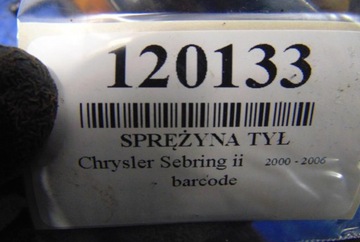 120133
SPRĘŻYNA TYŁ
Chrysler Sebring ii 2000 - 2006
barcode